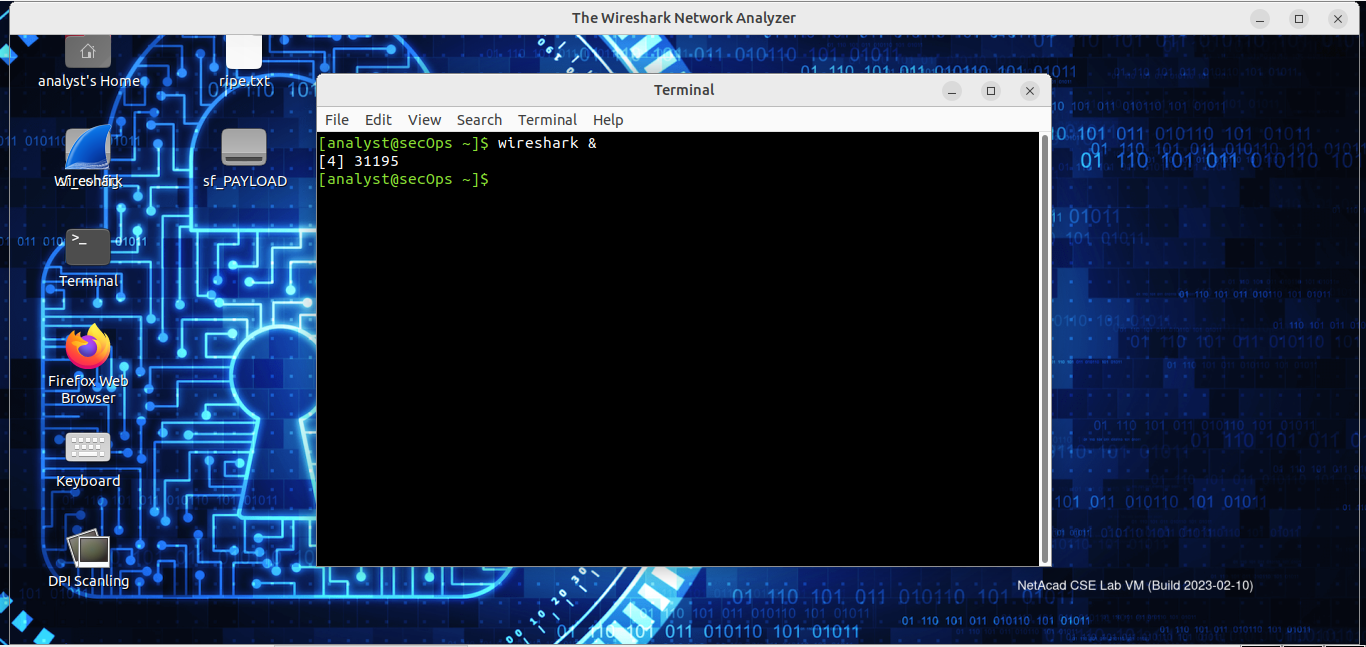 The Wireshark Network Analyzer
analyst's Home
ripe.txt
Terminal
File Edit View Search Terminal Help
[analyst@secOps ~]$ wireshark &
[4] 31195
[analyst@secOps ~]$
Wireshark
sf_PAYLOAD
Terminal
Firefox Web
Browser
Keyboard
DPI Scanling
NetAcad CSE Lab VM (Build 2023-02-10)